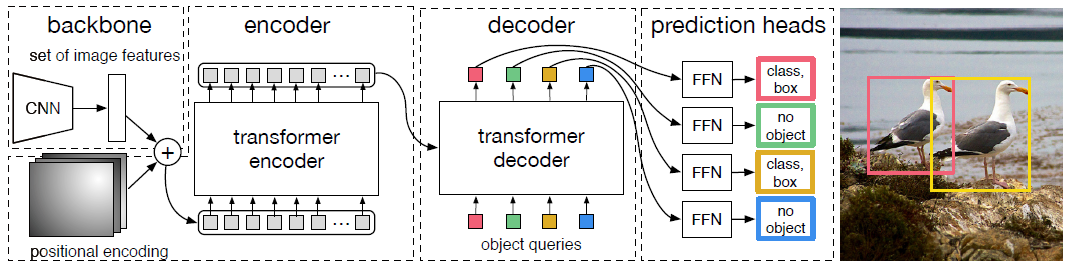 backbone
set of image features
CNN
+
positional encoding
encoder
...
transformer
encoder
decoder
transformer
decoder
object queries
prediction heads
FFN
class,
box
FFN
no
object
FFN
class,
box
FFN
no
object